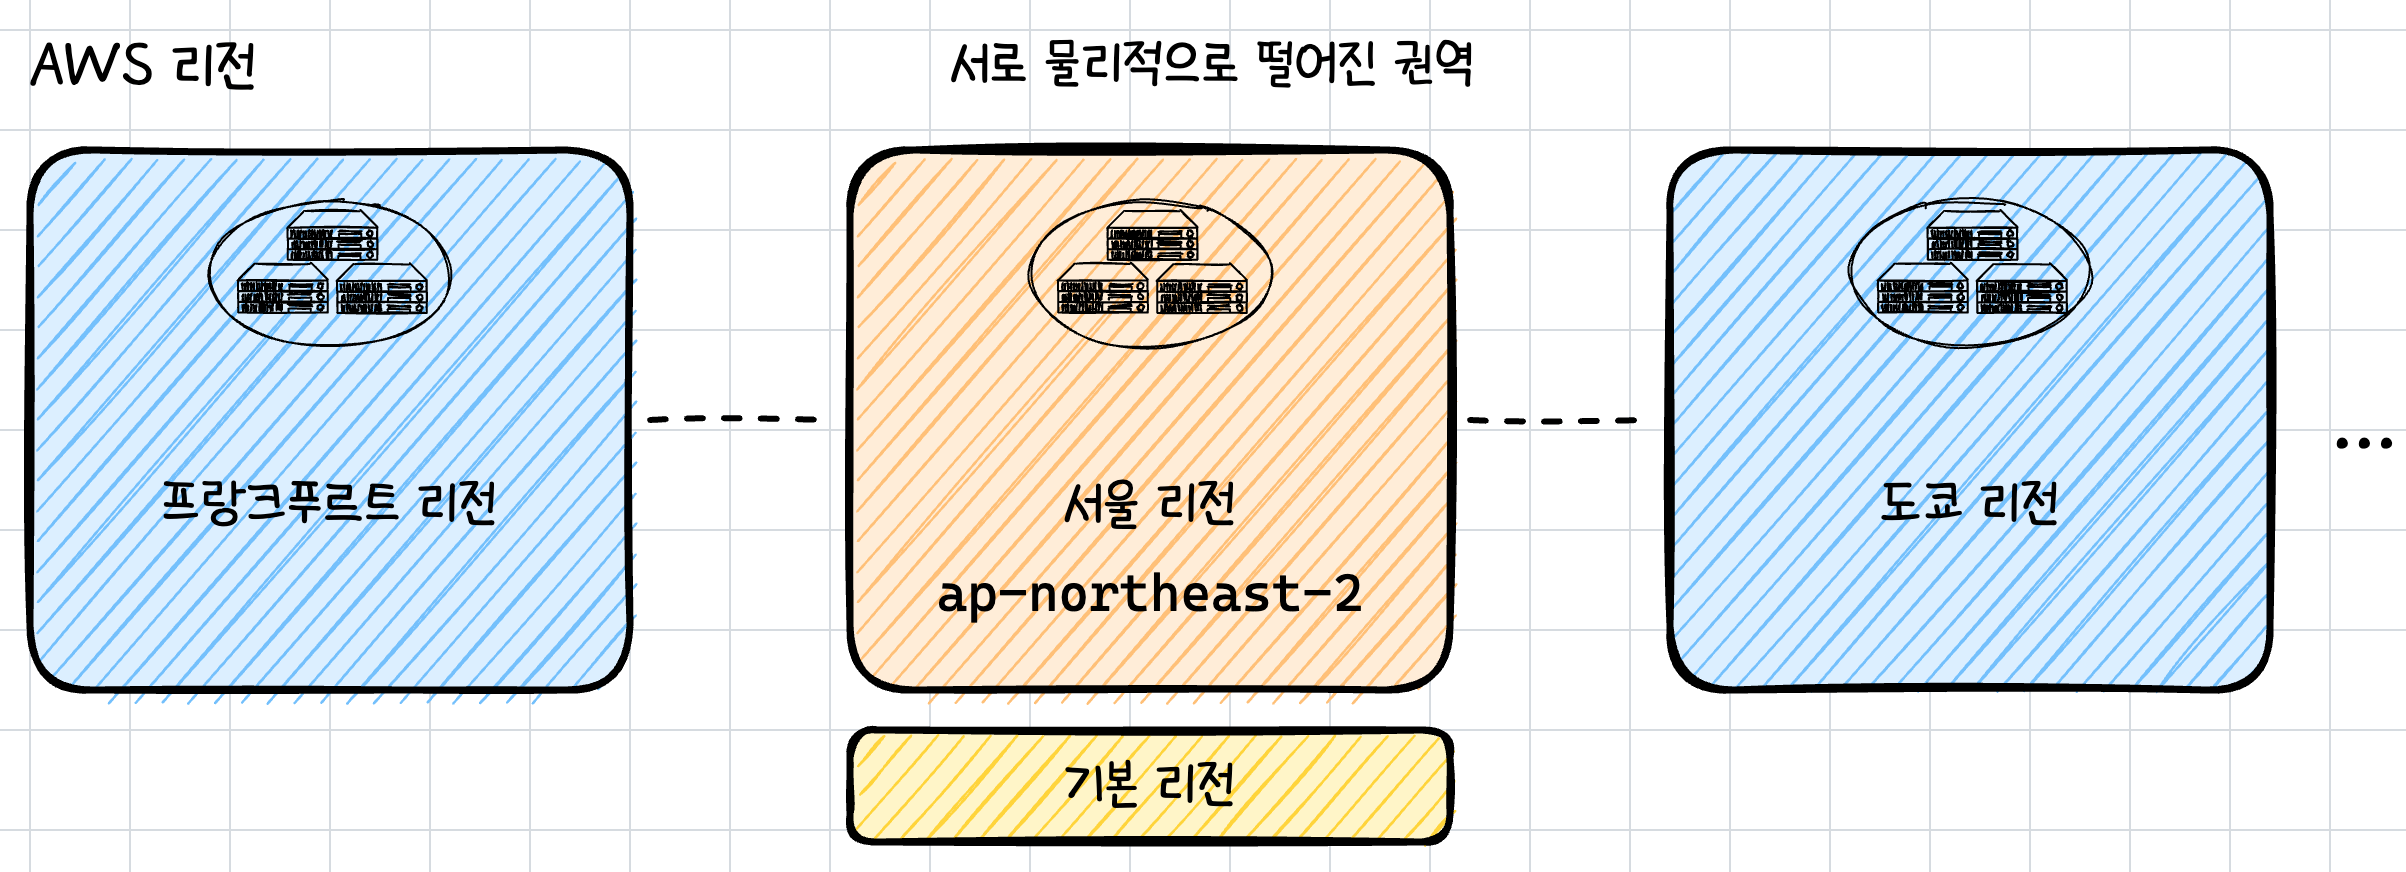 AWS 리전
서로 물리적으로 떨어진 권역
프랑크푸르트 리전
서울 리전
ap-northeast-2
도쿄 리전
...
기본 리전